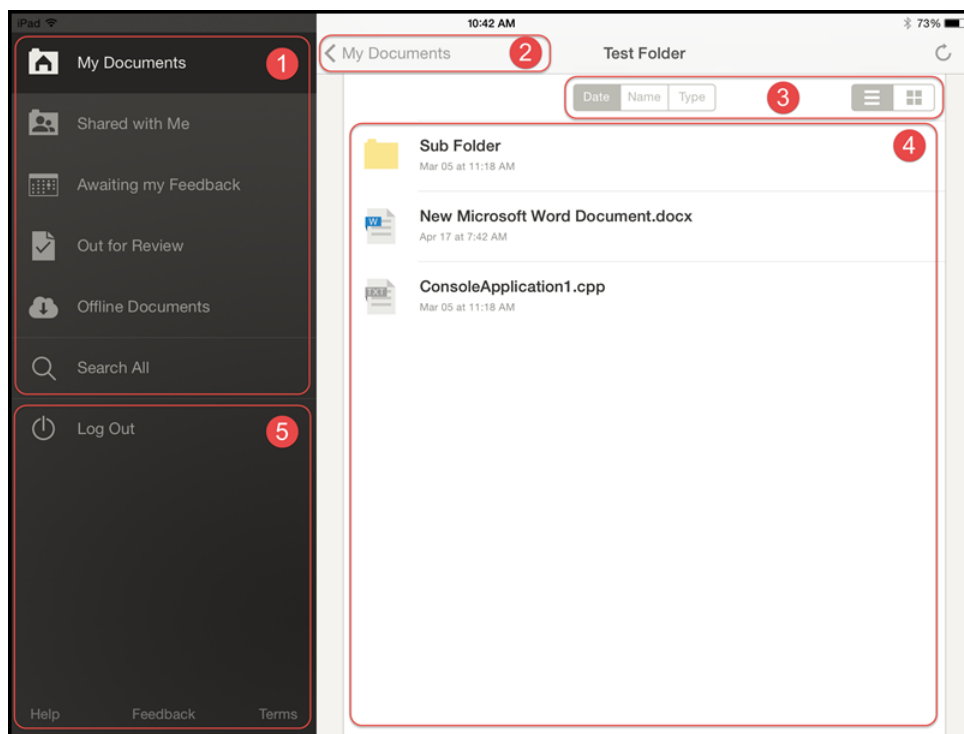 iPad
10:42 AM
73%
My Documents
1
Shared with Me
Awaiting my Feedback
Out for Review
Offline Documents
Search All
5
Log Out
Help Feedback Terms
My Documents
2
Test Folder
Date Name Type
3
4
Sub Folder
Mar 05 at 11:18 AM
W
New Microsoft Word Document.docx
Apr 17 at 7:42 AM
TXT
ConsoleApplication1.cpp
Mar 05 at 11:18 AM